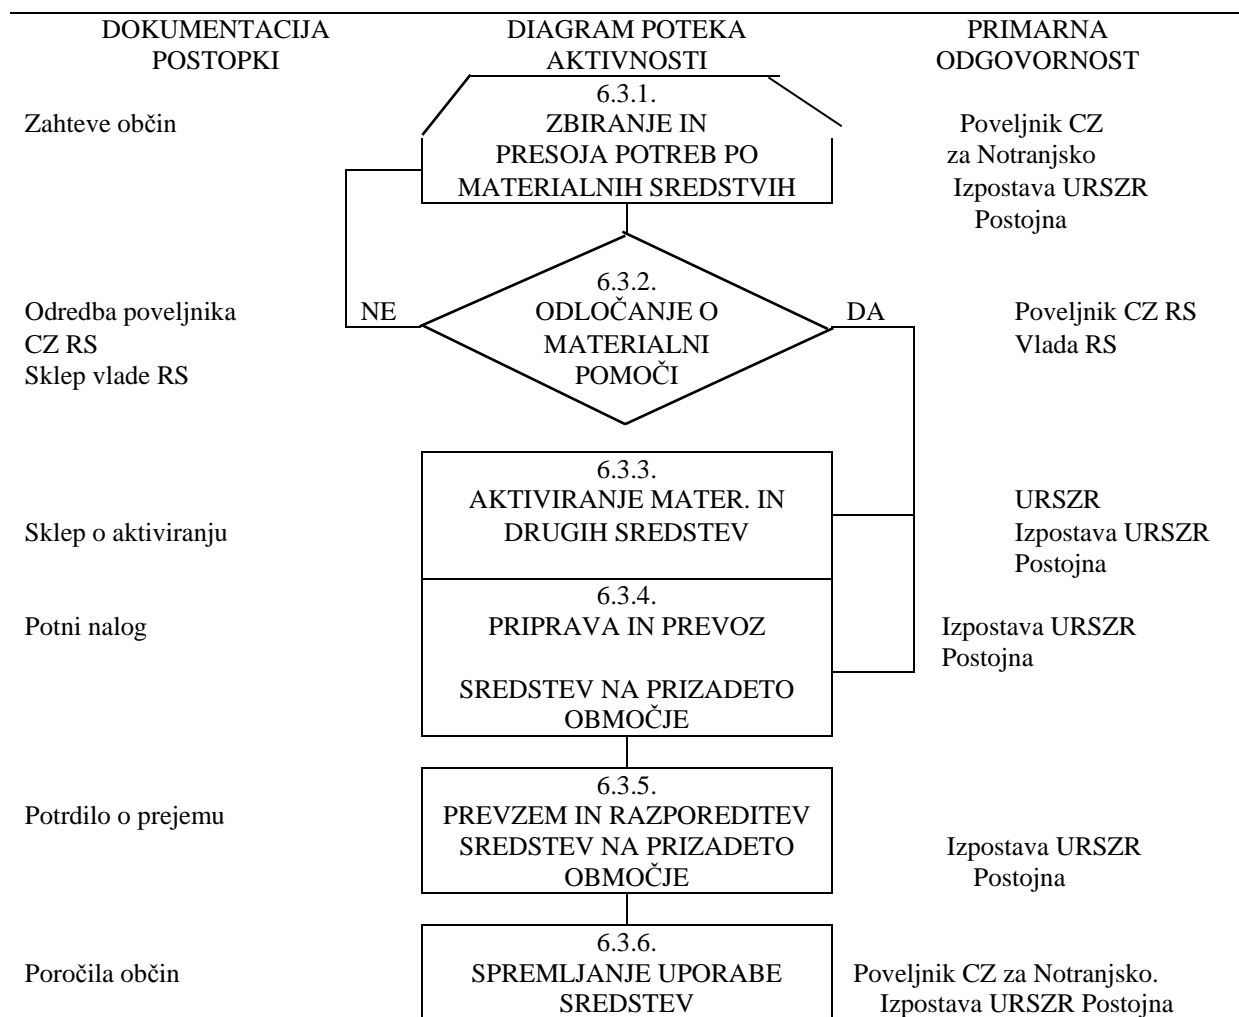 DOKUMENTACIJA
POSTOPKI
DIAGRAM POTEKA
AKTIVNOSTI
PRIMARNA
ODGOVORNOST
Zahteve občin
6.3.1.
ZBIRANJE IN
PRESOJA POTREB PO
MATERIALNIH SREDSTVIH
Poveljnik CZ
za Notranjsko
Izpostava URSZR
Postojna
Odredba poveljnika
CZ RS
Sklep vlade RS
NE
6.3.2.
ODLOČANJE O
MATERIALNI
POMOČI
DA
Poveljnik CZ RS
Vlada RS
Sklep o aktiviranju
6.3.3.
AKTIVIRANJE MATER. IN
DRUGIH SREDSTEV
URSZR
Izpostava URSZR
Postojna
Potni nalog
6.3.4.
PRIPRAVA IN PREVOZ
SREDSTEV NA PRIZADETO
OBMOČJE
Izpostava URSZR
Postojna
Potrdilo o prejemu
6.3.5.
PREVZEM IN RAZPOREDITEV
SREDSTEV NA PRIZADETO
OBMOČJE
Izpostava URSZR
Postojna
Poročila občin
6.3.6.
SPREMLJANJE UPORABE
SREDSTEV
Poveljnik CZ za Notranjsko.
Izpostava URSZR Postojna